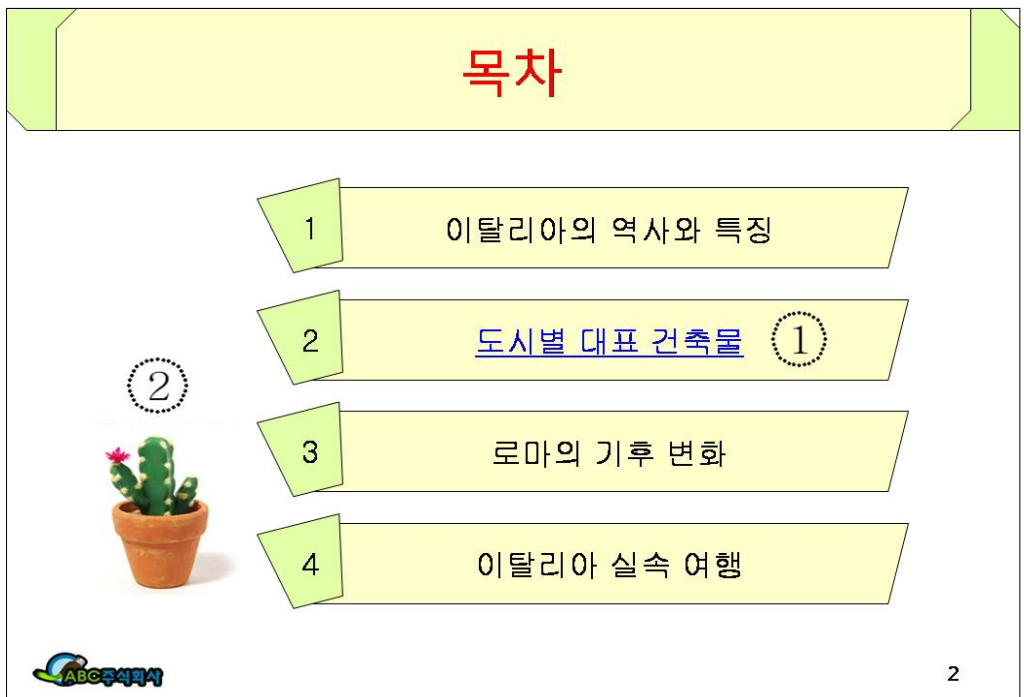 목차
1 이탈리아의 역사와 특징
2 도시별 대표 건축물 ①
②
3 로마의 기후 변화
4 이탈리아 실속 여행
ABC주식회사
2